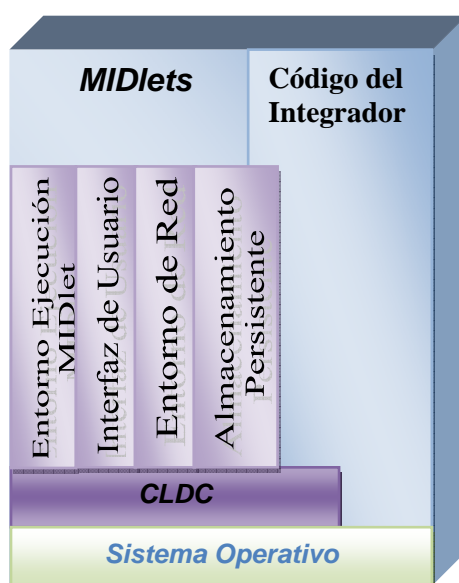 MIDlets
Código del
Integrador
Entorno Ejecución
MIDlet
Interfaz de Usuario
Entorno de Red
Almacenamiento
Persistente
CLDC
Sistema Operativo